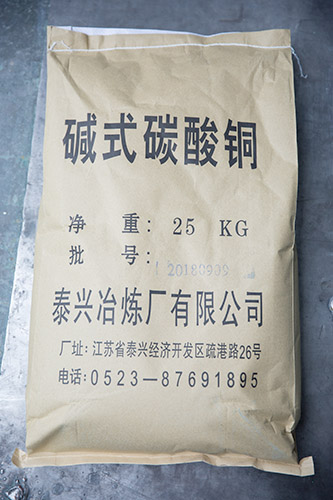 碱式碳酸铜
净 重: 25 KG
批 号: 20180909
泰兴冶炼厂有限公司
厂址:江苏省泰兴经济开发区疏港路26号
电话:0523—87691895